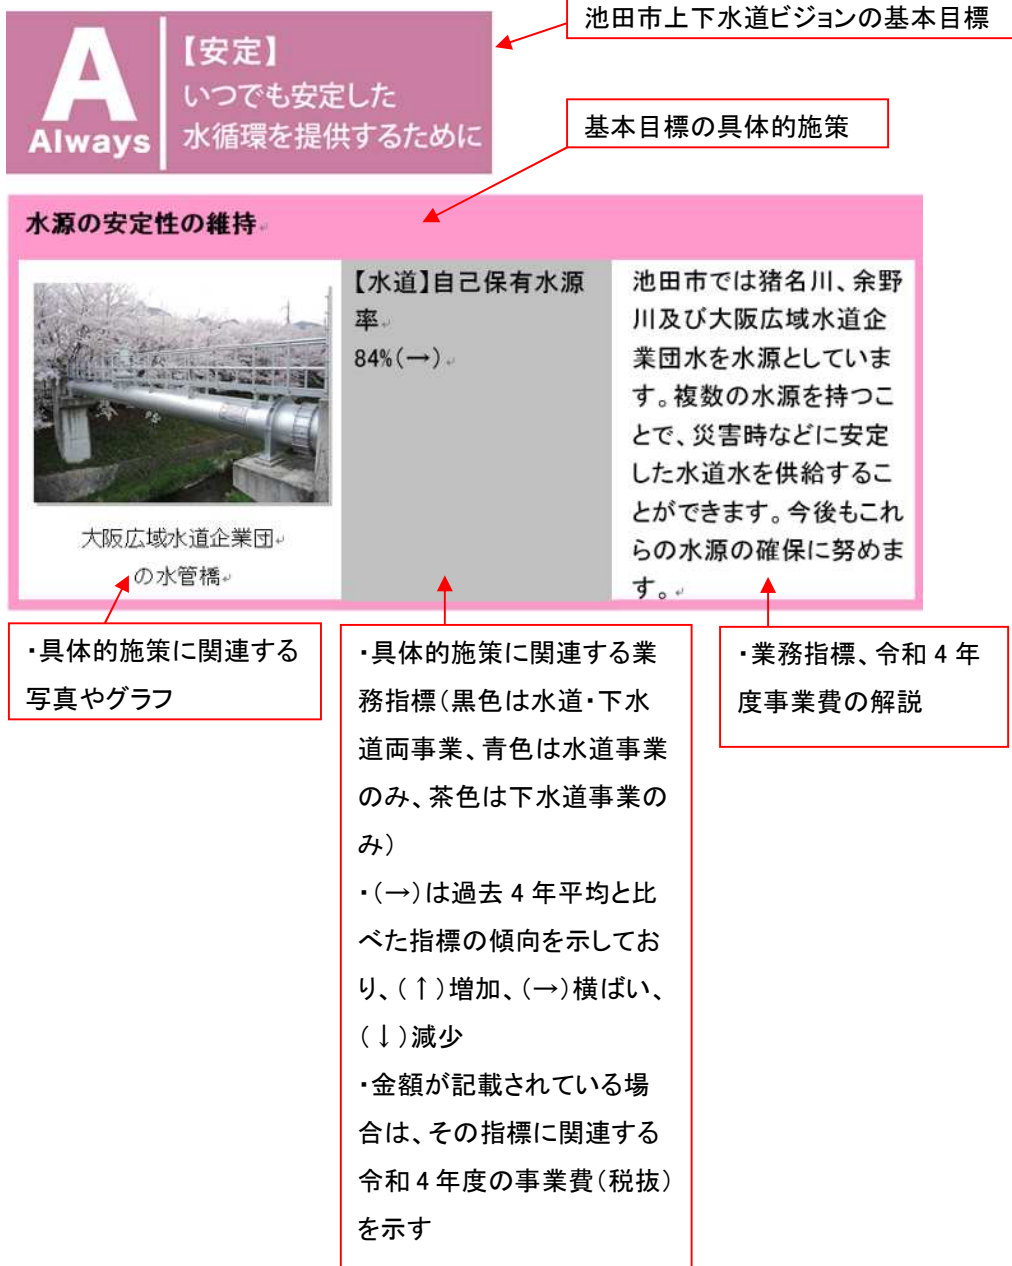 池田市上下水道ビジョンの基本目標
A
Always
【安定】
いつでも安定した
水循環を提供するために
基本目標の具体的施策
水源の安定性の維持
大阪広域水道企業団
の水管橋
【水道】自己保有水源
率
84%(→)
池田市では猪名川、余野
川及び大阪広域水道企
業団水を水源としていま
す。複数の水源を持つこ
とで、災害時などに安定
した水道水を供給するこ
とができます。今後もこれ
らの水源の確保に努めま
す。
・具体的施策に関連する
写真やグラフ
・具体的施策に関連する業
務指標(黒色は水道・下水
道両事業、青色は水道事業
のみ、茶色は下水道事業の
み)
・(→)は過去 4 年平均と比
べた指標の傾向を示してお
り、(↑)増加、(→)横ばい、
(↓)減少
・金額が記載されている場
合は、その指標に関連する
令和 4 年度の事業費(税抜)
を示す
・業務指標、令和 4 年
度事業費の解説